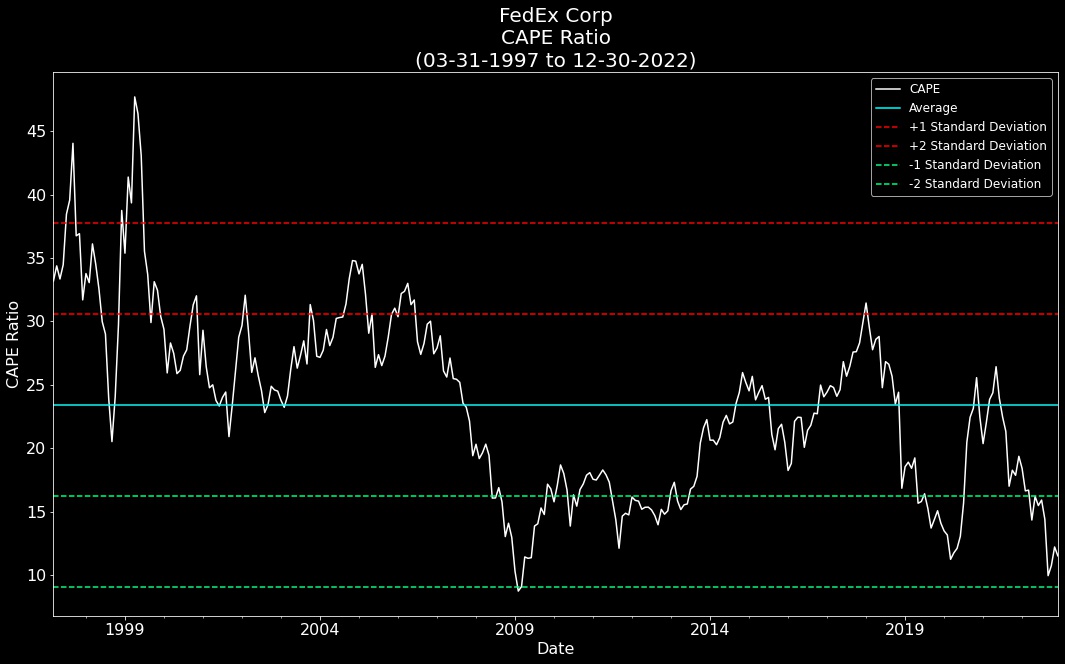 FedEx Corp
CAPE Ratio
(03-31-1997 to 12-30-2022)
CAPE
Average
+1 Standard Deviation
+2 Standard Deviation
-1 Standard Deviation
-2 Standard Deviation
CAPE Ratio
45
40
35
30
25
20
15
10
1999 2004 2009 2014 2019
Date